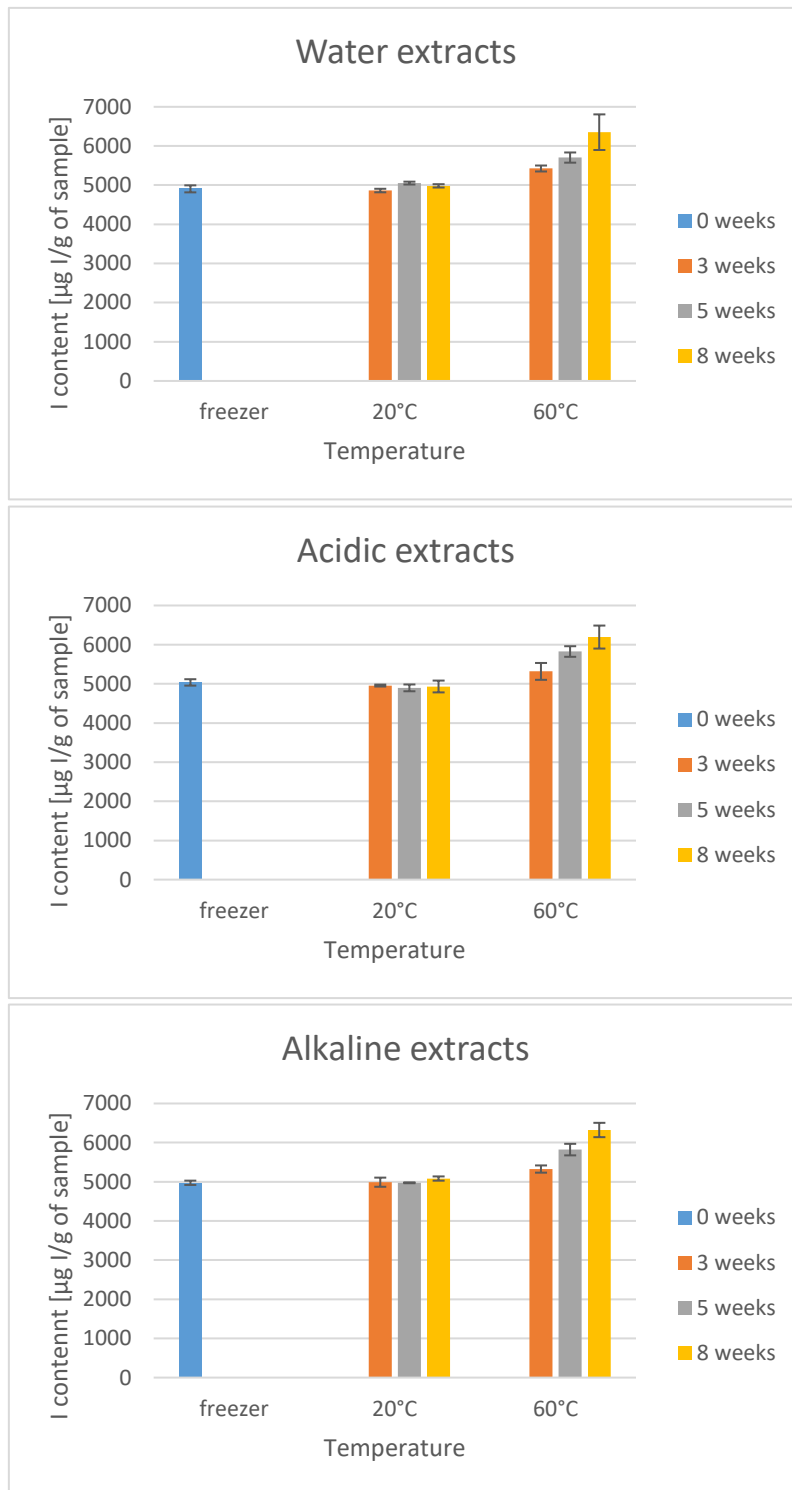 Water extracts
I content [µg I/g of sample]
7000
6000
5000
4000
3000
2000
1000
0
freezer 20°C 60°C
Temperature
0 weeks
3 weeks
5 weeks
8 weeks
Acidic extracts
I content [µg I/g of sample]
7000
6000
5000
4000
3000
2000
1000
0
freezer 20°C 60°C
Temperature
0 weeks
3 weeks
5 weeks
8 weeks
Alkaline extracts
I contennt [µg I/g of sample]
7000
6000
5000
4000
3000
2000
1000
0
freezer 20°C 60°C
Temperature
0 weeks
3 weeks
5 weeks
8 weeks